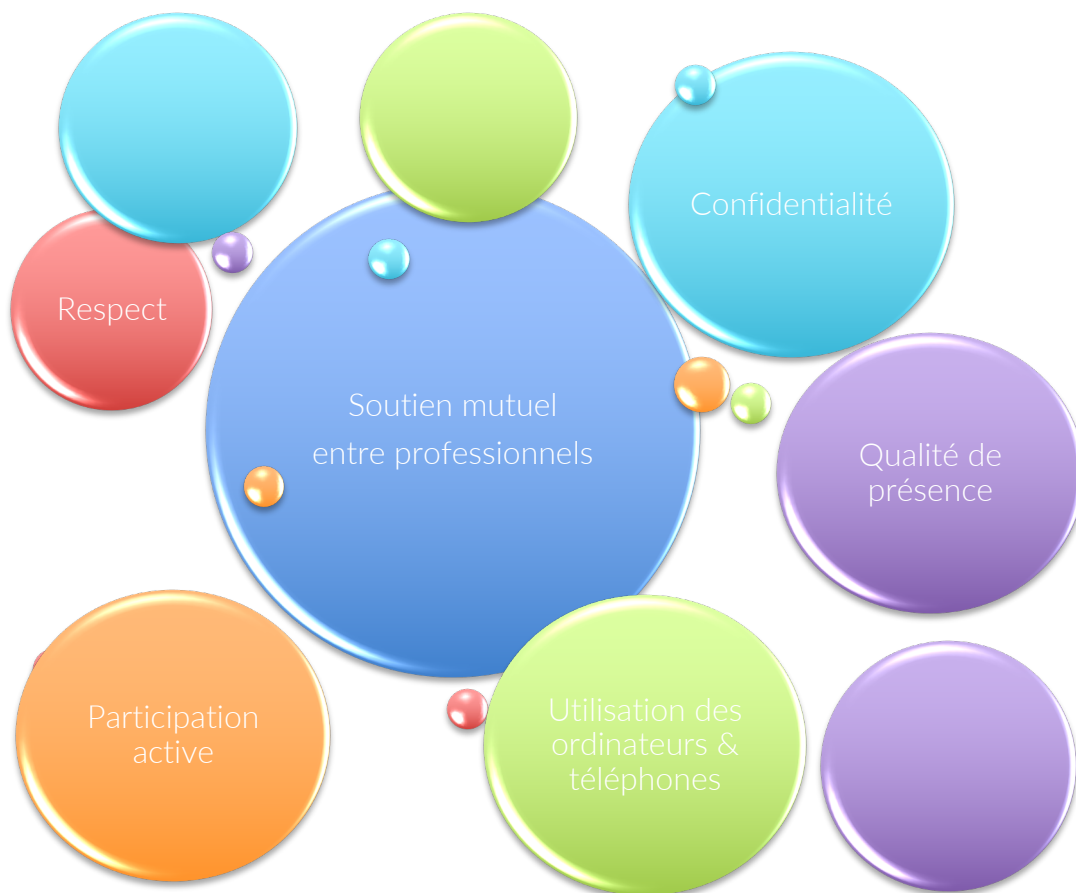 Confidentialité
Respect
Soutien mutuel
entre professionnels
Qualité de
présence
Participation
active
Utilisation des
ordinateurs &
téléphones